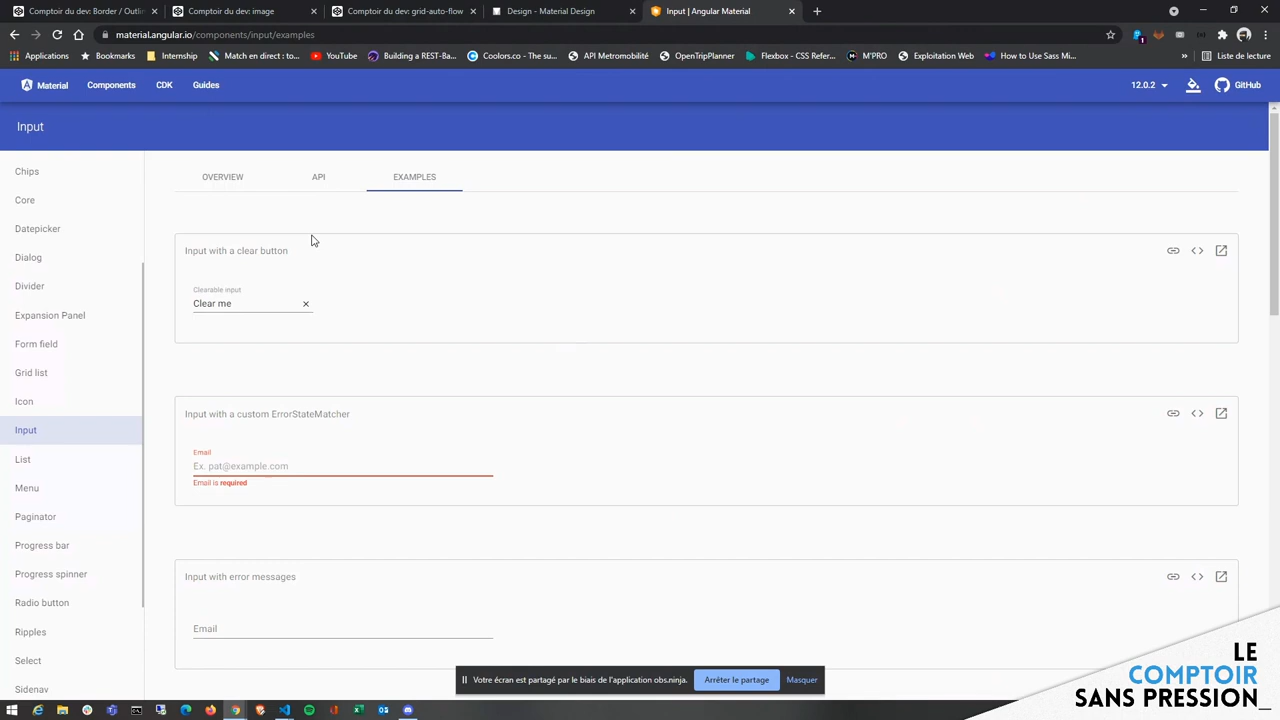 Comptoir du dev: Border / Outlin
Comptoir du dev: image
Comptoir du dev: grid-auto-flow
Design - Material Design
Input | Angular Material
material.angular.io/components/input/examples
Applications
Bookmarks
Internship
Match en direct : to...
YouTube
Building a REST-Ba...
Coolors.co - The su...
API Metromobilité
OpenTripPlanner
Flexbox - CSS Refer...
M'PRO
Exploitation Web
How to Use Sass Mi...
»
Liste de lecture
Material
Components
CDK
Guides
12.0.2
GitHub
Input
Chips
Core
Datepicker
Dialog
Divider
Expansion Panel
Form field
Grid list
Icon
Input
List
Menu
Paginator
Progress bar
Progress spinner
Radio button
Ripples
Select
Sidenav
OVERVIEW
API
EXAMPLES
Input with a clear button
Clearable input
Clear me
Input with a custom ErrorStateMatcher
Email
Ex. pat@example.com
Email is required
Input with error messages
Email
Votre écran est partagé par le biais de l'application obs.ninja.
Arrêter le partage
Masquer
LE
COMPTOIR
SANS PRESSION_